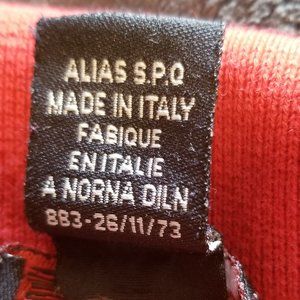 ALIAS S.P.Q
MADE IN ITALY
FABIQUE
EN ITALIE
A NORNA DILN
883-26/11/73